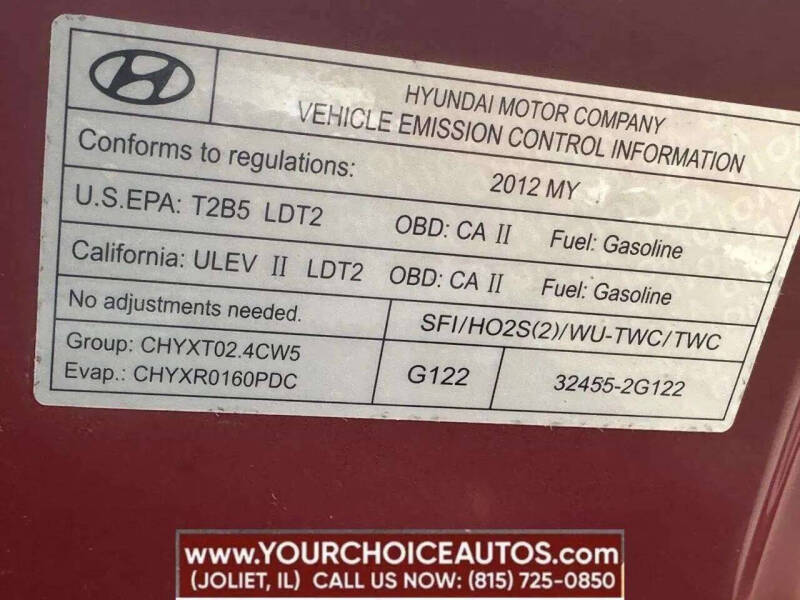 HYUNDAI MOTOR COMPANY
VEHICLE EMISSION CONTROL INFORMATION
Conforms to regulations: 2012 MY
U.S.EPA: T2B5 LDT2 OBD: CA II Fuel: Gasoline
California: ULEV II LDT2 OBD: CA II Fuel: Gasoline
No adjustments needed. SFI/HO2S(2)/WU-TWC/TWC
Group: CHYXT02.4CW5
Evap.: CHYXR0160PDC G122 32455-2G122
www.YOURCHOICEAUTOS.com
(JOLIET, IL) CALL US NOW: (815) 725-0850